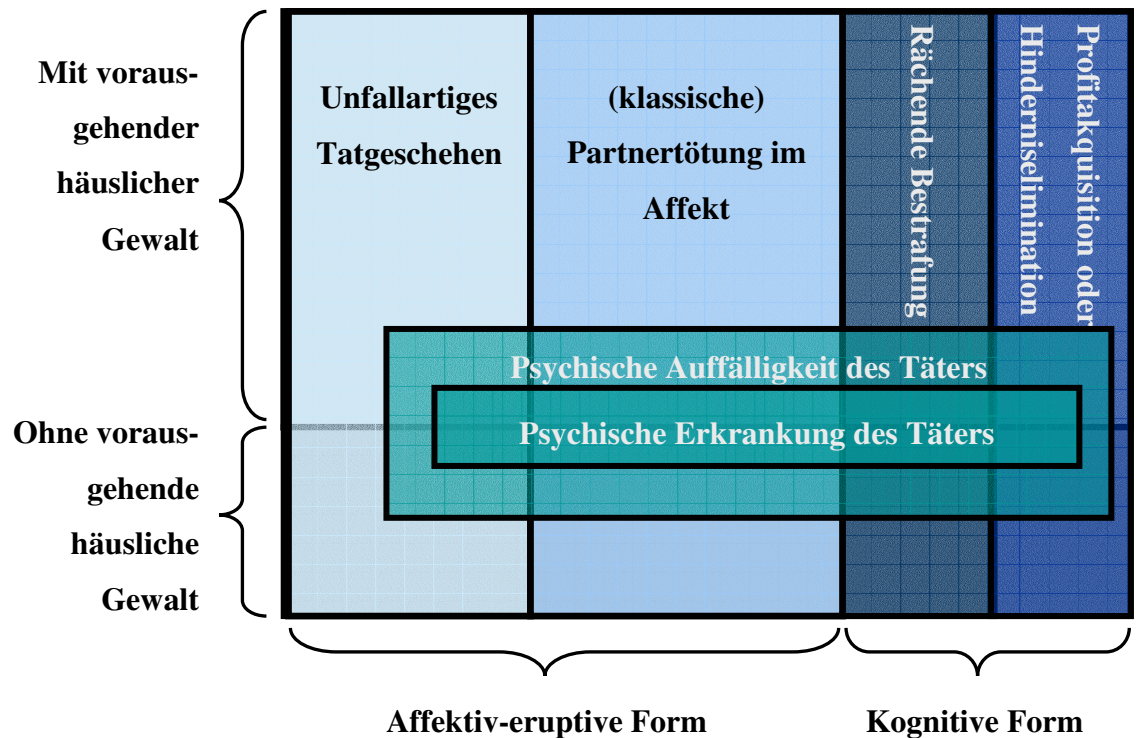 Mit voraus-
gehender
häuslicher
Gewalt
Unfallartiges
Tatgeschehen
(klassische)
Partnertötung im
Affekt
Rächende Bestrafung
Profitakquisition oder
Hinderniselimination
Psychische Auffälligkeit des Täters
Psychische Erkrankung des Täters
Ohne voraus-
gehende
häusliche
Gewalt
Affektiv-eruptive Form
Kognitive Form